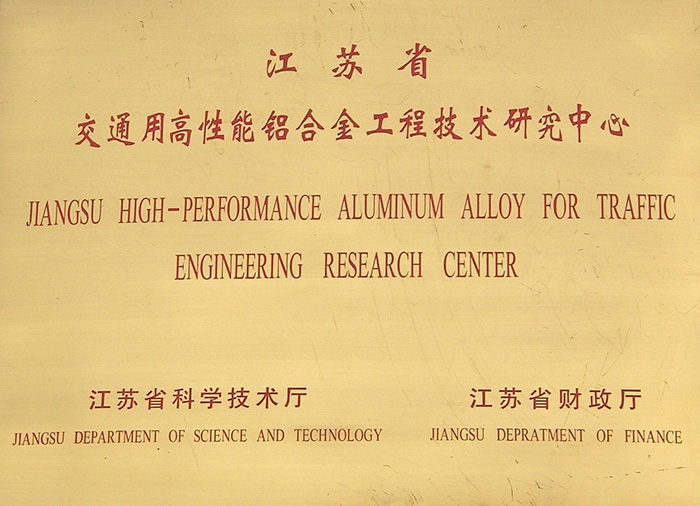 江苏省
交通用高性能铝合金工程技术研究中心
JIANGSU HIGH-PERFORMANCE ALUMINUM ALLOY FOR TRAFFIC
ENGINEERING RESEARCH CENTER
江苏省科学技术厅
JIANGSU DEPARTMENT OF SCIENCE AND TECHNOLOGY
江苏省财政厅
JIANGSU DEPRATMENT OF FINANCE